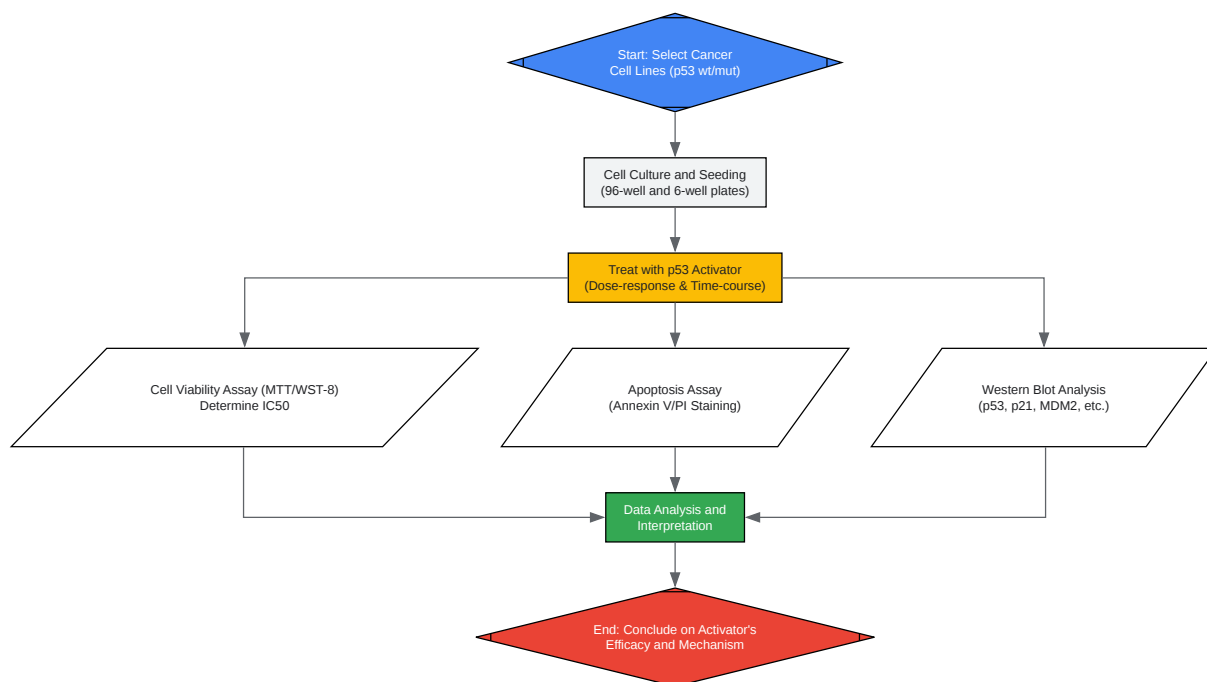 Start: Select Cancer
Cell Lines (p53 wt/mut)
Cell Culture and Seeding
(96-well and 6-well plates)
Treat with p53 Activator
(Dose-response & Time-course)
Cell Viability Assay (MTT/WST-8)
Determine IC50
Apoptosis Assay
(Annexin V/PI Staining)
Western Blot Analysis
(p53, p21, MDM2, etc.)
Data Analysis and
Interpretation
End: Conclude on Activator's
Efficacy and Mechanism